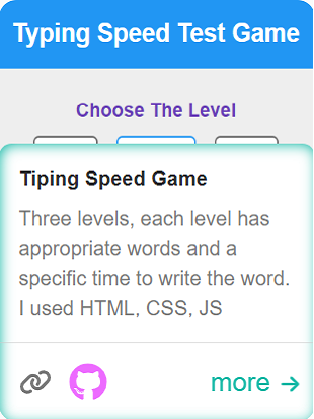 Typing Speed Test Game
Choose The Level
Tiping Speed Game
Three levels, each level has
appropriate words and a
specific time to write the word.
I used HTML, CSS, JS
more →